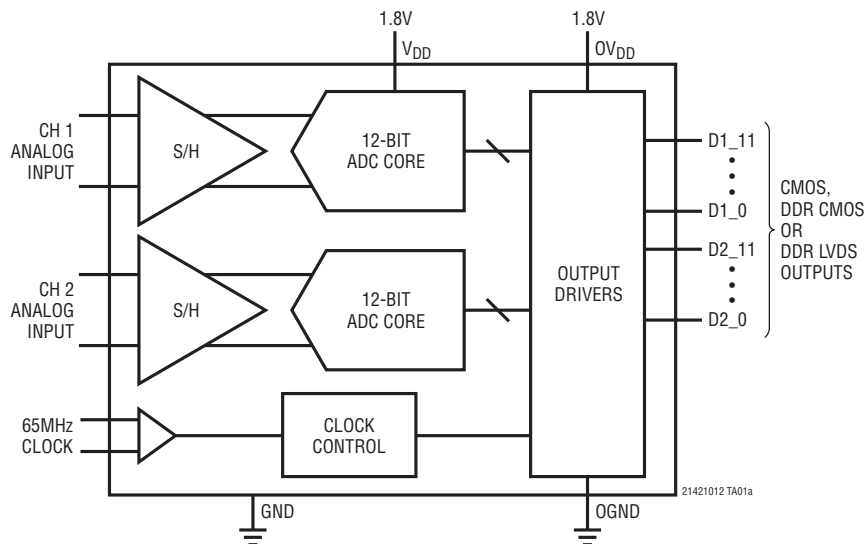 1.8V
1.8V
VDD
OVDD
CH 1
ANALOG
INPUT
S/H
12-BIT
ADC CORE
D1_11
D1_0
CH 2
ANALOG
INPUT
S/H
12-BIT
ADC CORE
OUTPUT
DRIVERS
D2_11
D2_0
CMOS,
DDR CMOS
OR
DDR LVDS
OUTPUTS
65MHz
CLOCK
CLOCK
CONTROL
GND
OGND
21421012 TA01a